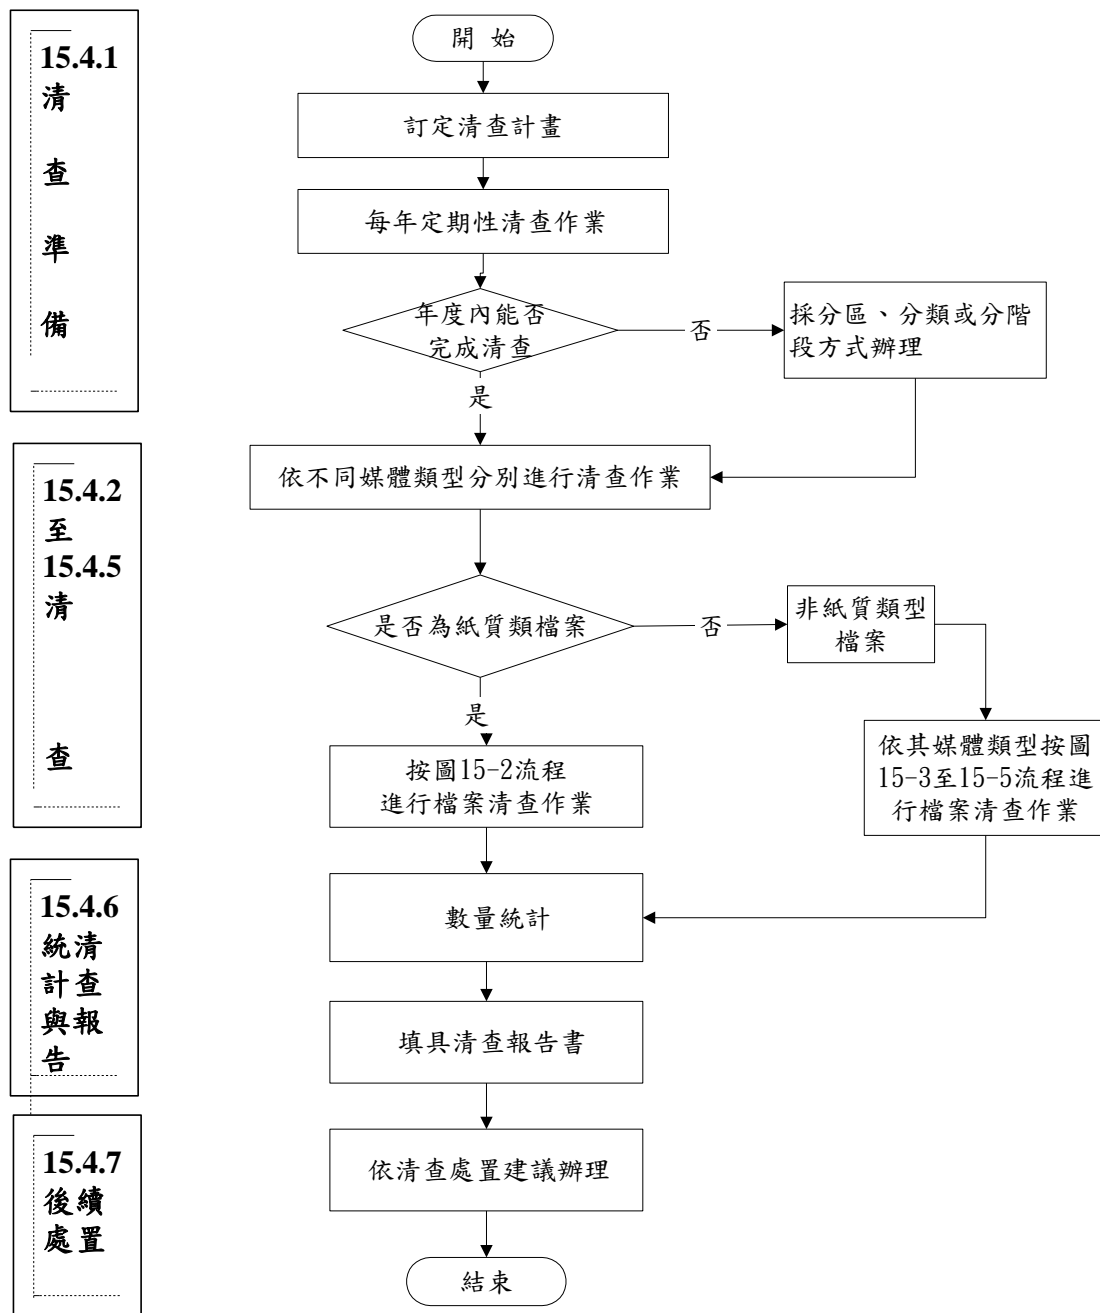 15.4.1
清
查
準
備
開 始
訂定清查計畫
每年定期性清查作業
年度內能否
完成清查
否
採分區、分類或分階
段方式辦理
是
15.4.2
至
15.4.5
清
查
依不同媒體類型分別進行清查作業
是否為紙質類檔案
否
非紙質類型
檔案
是
按圖15-2流程
進行檔案清查作業
依其媒體類型按圖
15-3至15-5流程進
行檔案清查作業
15.4.6
統清
計查
與報
告
數量統計
填具清查報告書
15.4.7
後續
處置
依清查處置建議辦理
結束